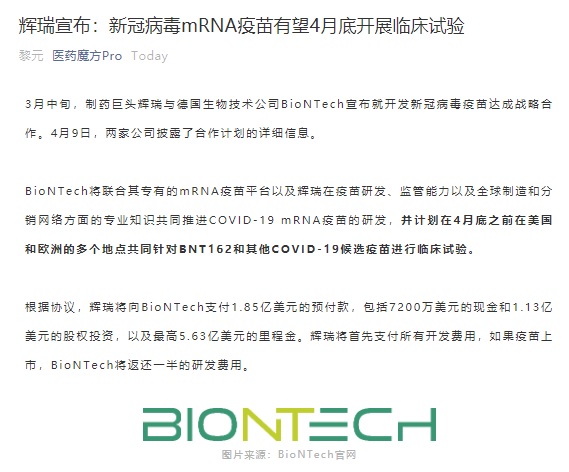 辉瑞宣布：新冠病毒mRNA疫苗有望4月底开展临床试验
黎元 医药魔方Pro Today
3月中旬，制药巨头辉瑞与德国生物技术公司BioNTech宣布就开发新冠病毒疫苗达成战略合
作。4月9日，两家公司披露了合作计划的详细信息。
BioNTech将联合其专有的mRNA疫苗平台以及辉瑞在疫苗研发、监管能力以及全球制造和分
销网络方面的专业知识共同推进COVID-19 mRNA疫苗的研发，并计划在4月底之前在美国
和欧洲的多个地点共同针对BNT162和其他COVID-19候选疫苗进行临床试验。
根据协议，辉瑞将向BioNTech支付1.85亿美元的预付款，包括7200万美元的现金和1.13亿
美元的股权投资，以及最高5.63亿美元的里程金。辉瑞将首先支付所有开发费用，如果疫苗上
市，BioNTech将返还一半的研发费用。
BIONTECH
图片来源：BioNTech官网